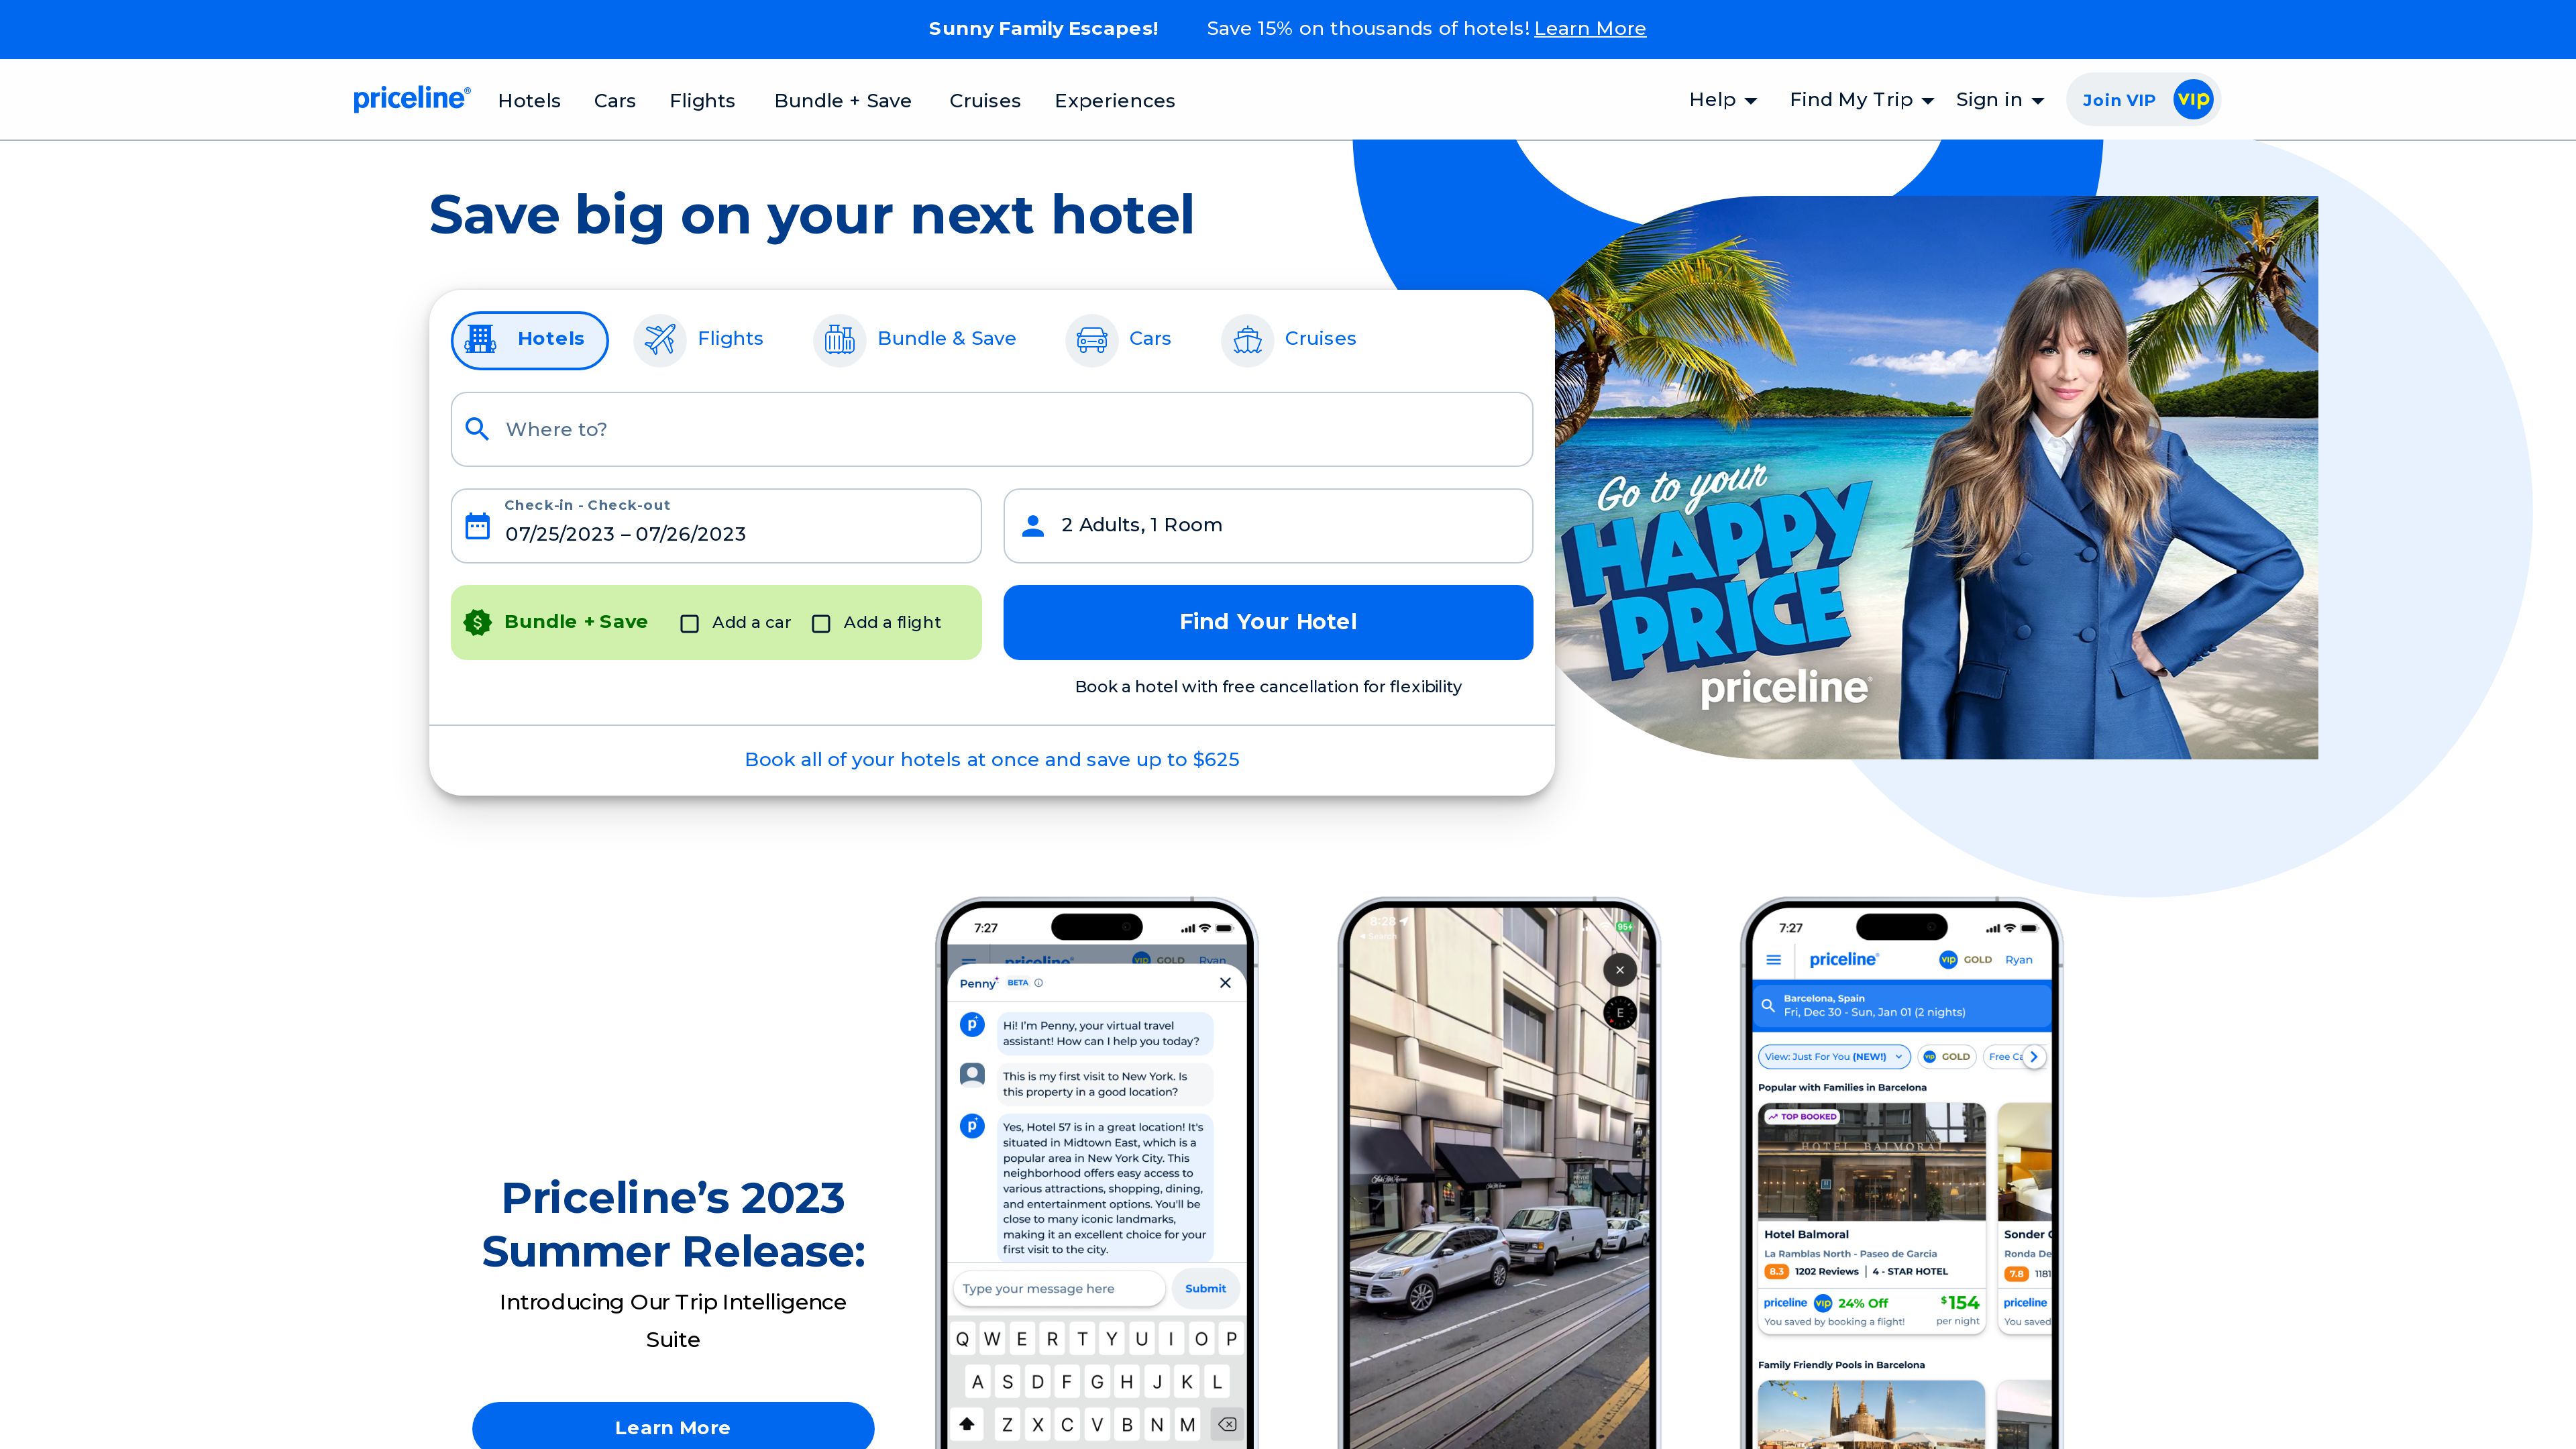 Sunny Family Escapes! Save 15% on thousands of hotels! Learn More
priceline® Hotels Cars Flights Bundle + Save Cruises Experiences Help Find My Trip Sign in Join VIP vip
Save big on your next hotel
Hotels Flights Bundle & Save Cars Cruises
Where to?
Check-in - Check-out
07/25/2023 – 07/26/2023
2 Adults, 1 Room
Bundle + Save Add a car Add a flight
Find Your Hotel
Book a hotel with free cancellation for flexibility
Book all of your hotels at once and save up to $625
Go to your
HAPPY
PRICE
priceline
Priceline’s 2023
Summer Release:
Introducing Our Trip Intelligence
Suite
Learn More
7:27
priceline vip GOLD Ryan
Penny BETA
Hi! I'm Penny, your virtual travel
assistant! How can I help you today?
This is my first visit to New York. Is
this property in a good location?
Yes, Hotel 57 is in a great location! It's
situated in Midtown East, which is a
popular area in New York City. This
neighborhood offers easy access to
various attractions, shopping, dining,
and entertainment options. You'll be
close to many iconic landmarks,
making it an excellent choice for your
first visit to the city.
Type your message here Submit
Q W E R T Y U I O P
A S D F G H J K L
Z X C V B N M
8:28 95+
Search
E
7:27
priceline® vip GOLD Ryan
Barcelona, Spain
Fri, Dec 30 - Sun, Jan 01 (2 nights)
View: Just For You (NEW!) vip GOLD Free Ca
Popular with Families in Barcelona
TOP BOOKED
HOTEL BALMORAL
Hotel Balmoral
La Ramblas North - Paseo de Garcia
8.3 1202 Reviews | 4 - STAR HOTEL
priceline vip 24% Off $154
You saved by booking a flight! per night
Sonder
Ronda De
7.8 1181
priceline
You saved
Family Friendly Pools in Barcelona